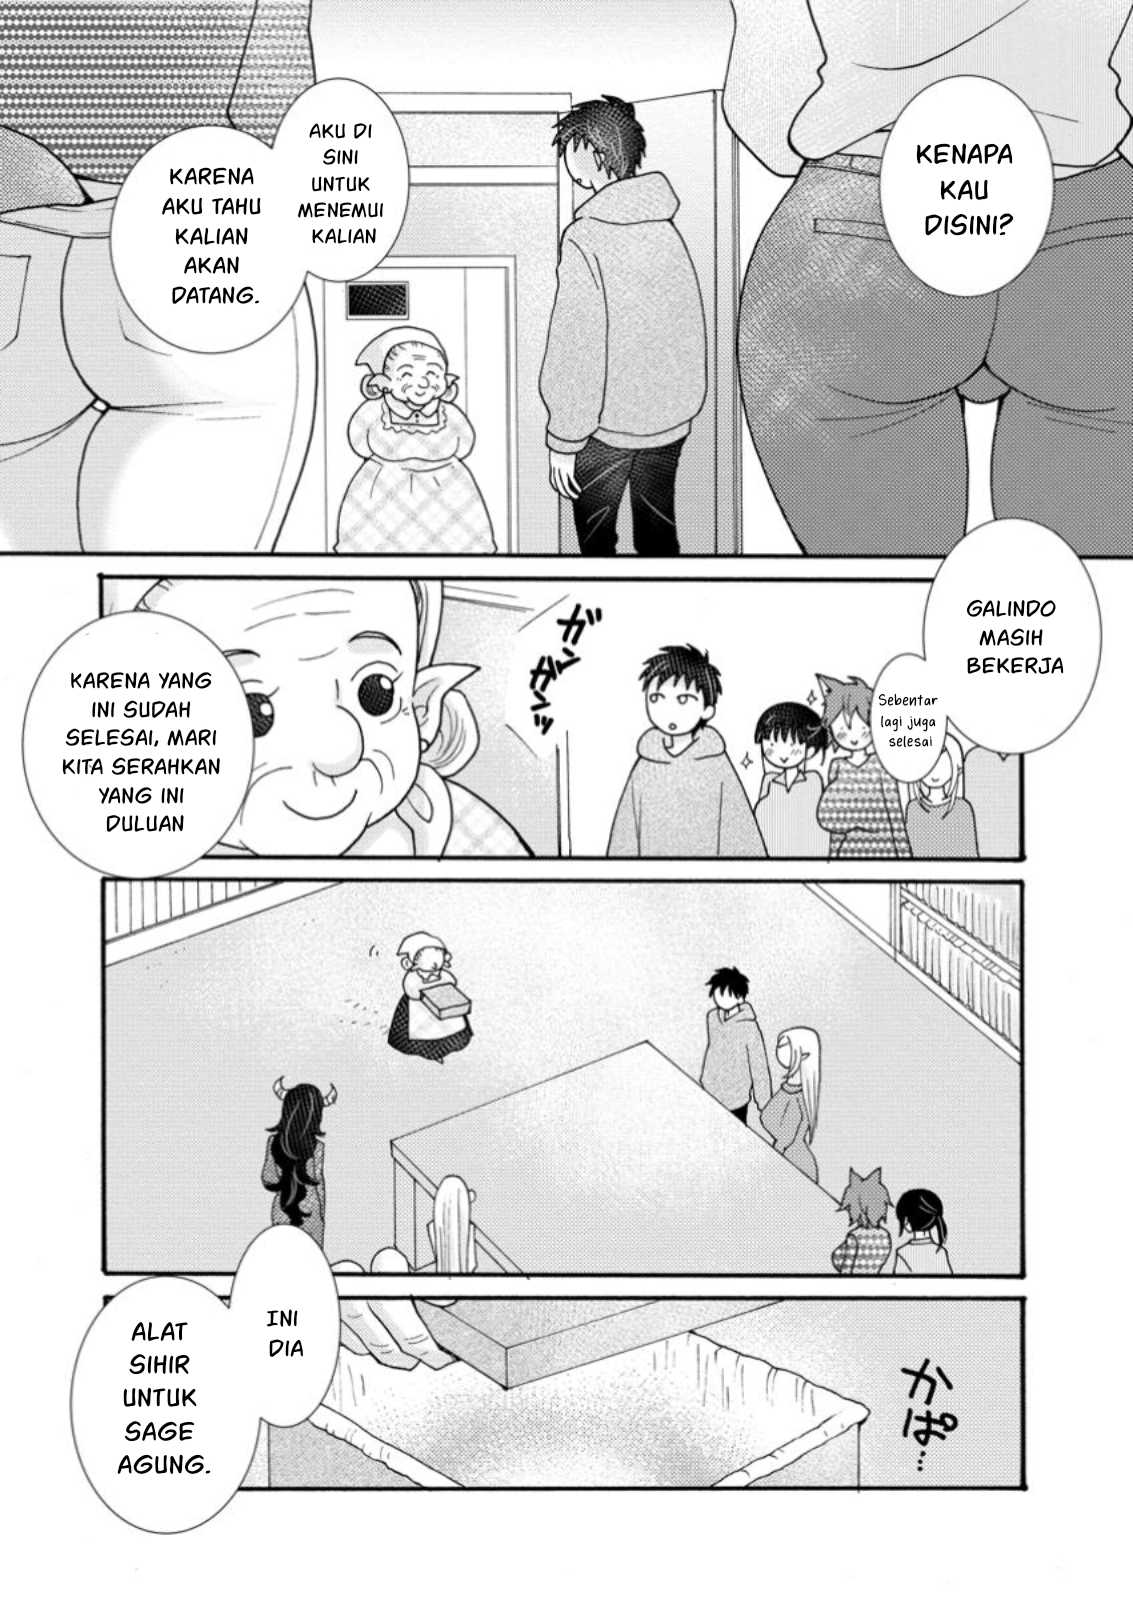 KENAPA
KAU
DISINI?
AKU DI
SINI
UNTUK
MENEMUI
KALIAN
KARENA
AKU TAHU
KALIAN
AKAN
DATANG.
GALINDO
MASIH
BEKERJA
Sebentar
lagi juga
selesai
ガンガン
KARENA YANG
INI SUDAH
SELESAI, MARI
KITA SERAHKAN
YANG INI
DULUAN
INI
DIA
ALAT
SIHIR
UNTUK
SAGE
AGUNG.
かぱ…